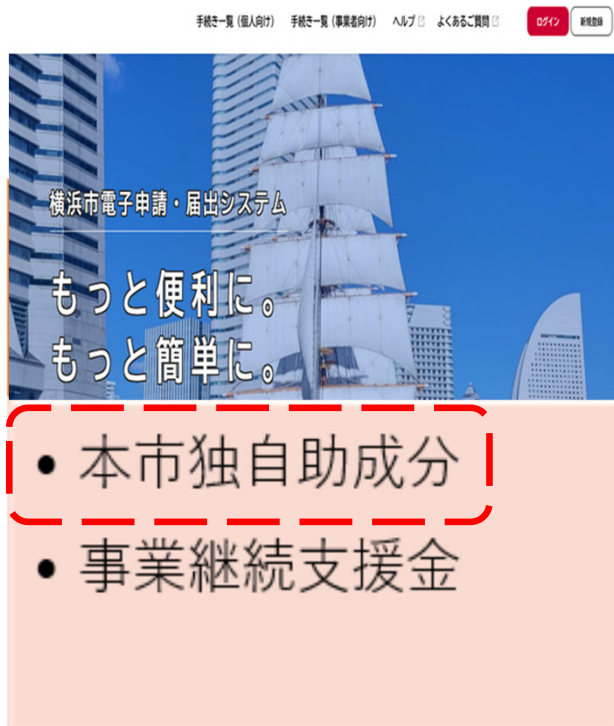 手続き一覧（個人向け） 手続き一覧（事業者向け） ヘルプ よくあるご質問 ログイン 新規登録
横浜市電子申請・届出システム
もっと便利に。
もっと簡単に。
• 本市独自助成分
• 事業継続支援金